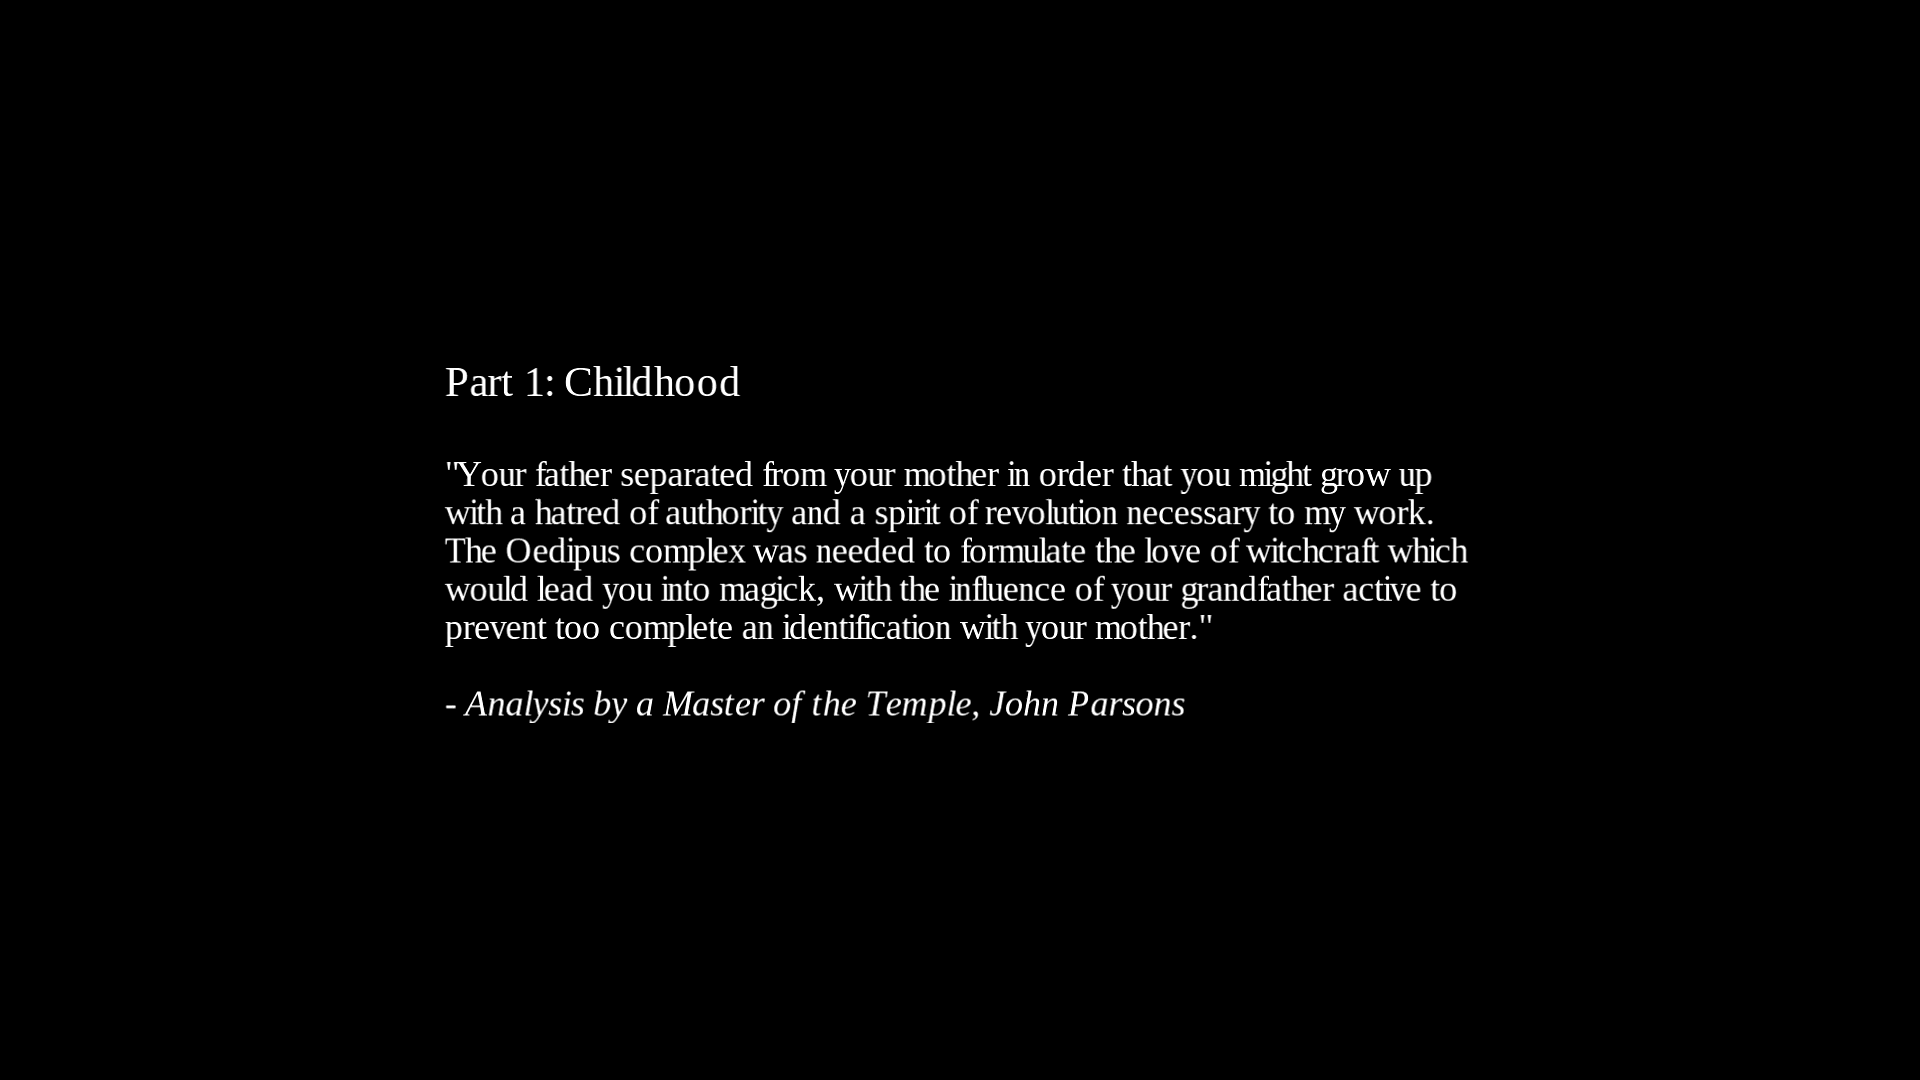 Part 1: Childhood
"Your father separated from your mother in order that you might grow up
with a hatred of authority and a spirit of revolution necessary to my work.
The Oedipus complex was needed to formulate the love of witchcraft which
would lead you into magick, with the influence of your grandfather active to
prevent too complete an identification with your mother."
- Analysis by a Master of the Temple, John Parsons